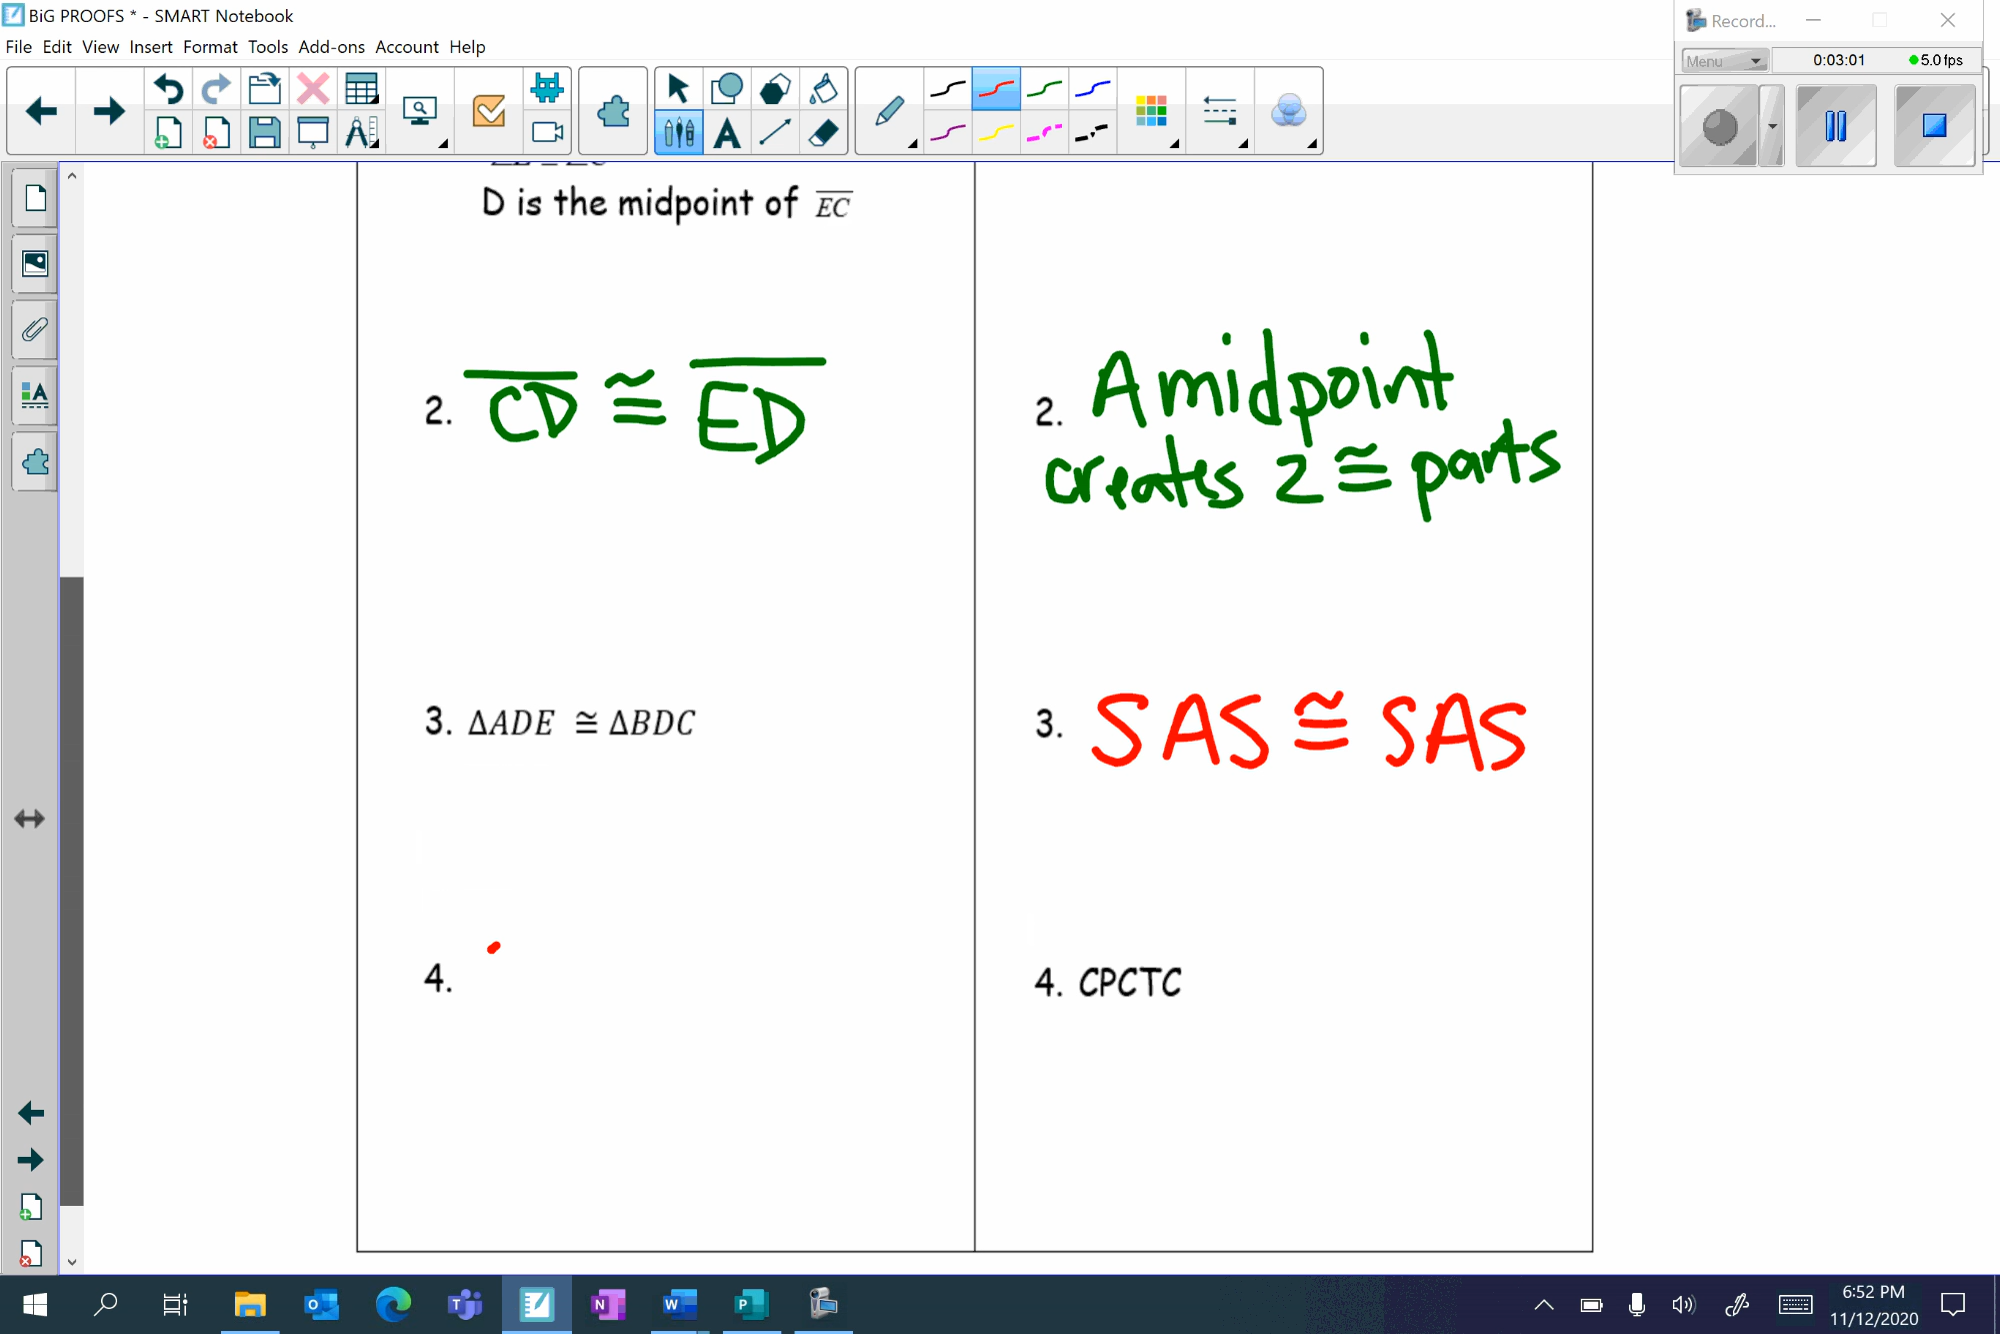 BiG PROOFS * - SMART Notebook
File Edit View Insert Format Tools Add-ons Account Help
Record...
Menu 0:03:01 5.0fps
D is the midpoint of EC
2. CD ≅ ED
2. A midpoint
creates 2 ≅ parts
3. ΔADE ≅ ΔBDC
3. SAS ≅ SAS
4.
4. CPCTC
6:52 PM
11/12/2020